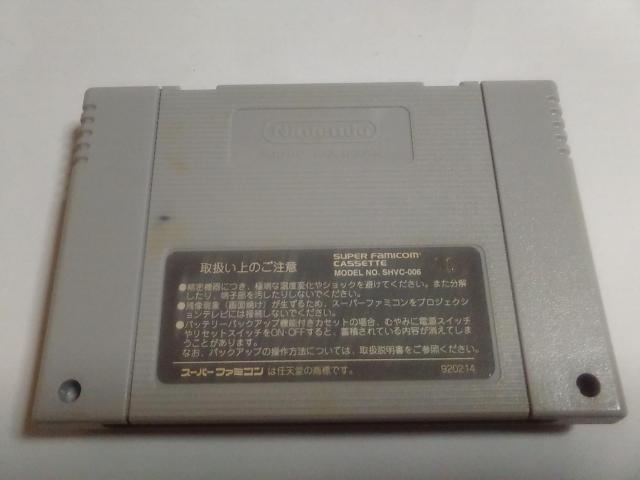 Nintendo
取扱い上のご注意
SUPER FAMICOM
CASSETTE
MODEL NO. SHVC-006
●精密機器につき、極端な温度変化やショックを避けてください。また分解
したり、端子部を汚したりしないでください。
●残像現象（画面焼け）が生ずるため、スーパーファミコンをプロジェクシ
ョンテレビには接続しないでください。
●バッテリーバックアップ機能付きカセットの場合、むやみに電源スイッチ
やリセットスイッチをON・OFFすると、蓄積されている内容が消えてしま
うことがあります。
なお、バックアップの操作方法については、取扱説明書をご参照ください。
スーパーファミコンは任天堂の商標です。
920214